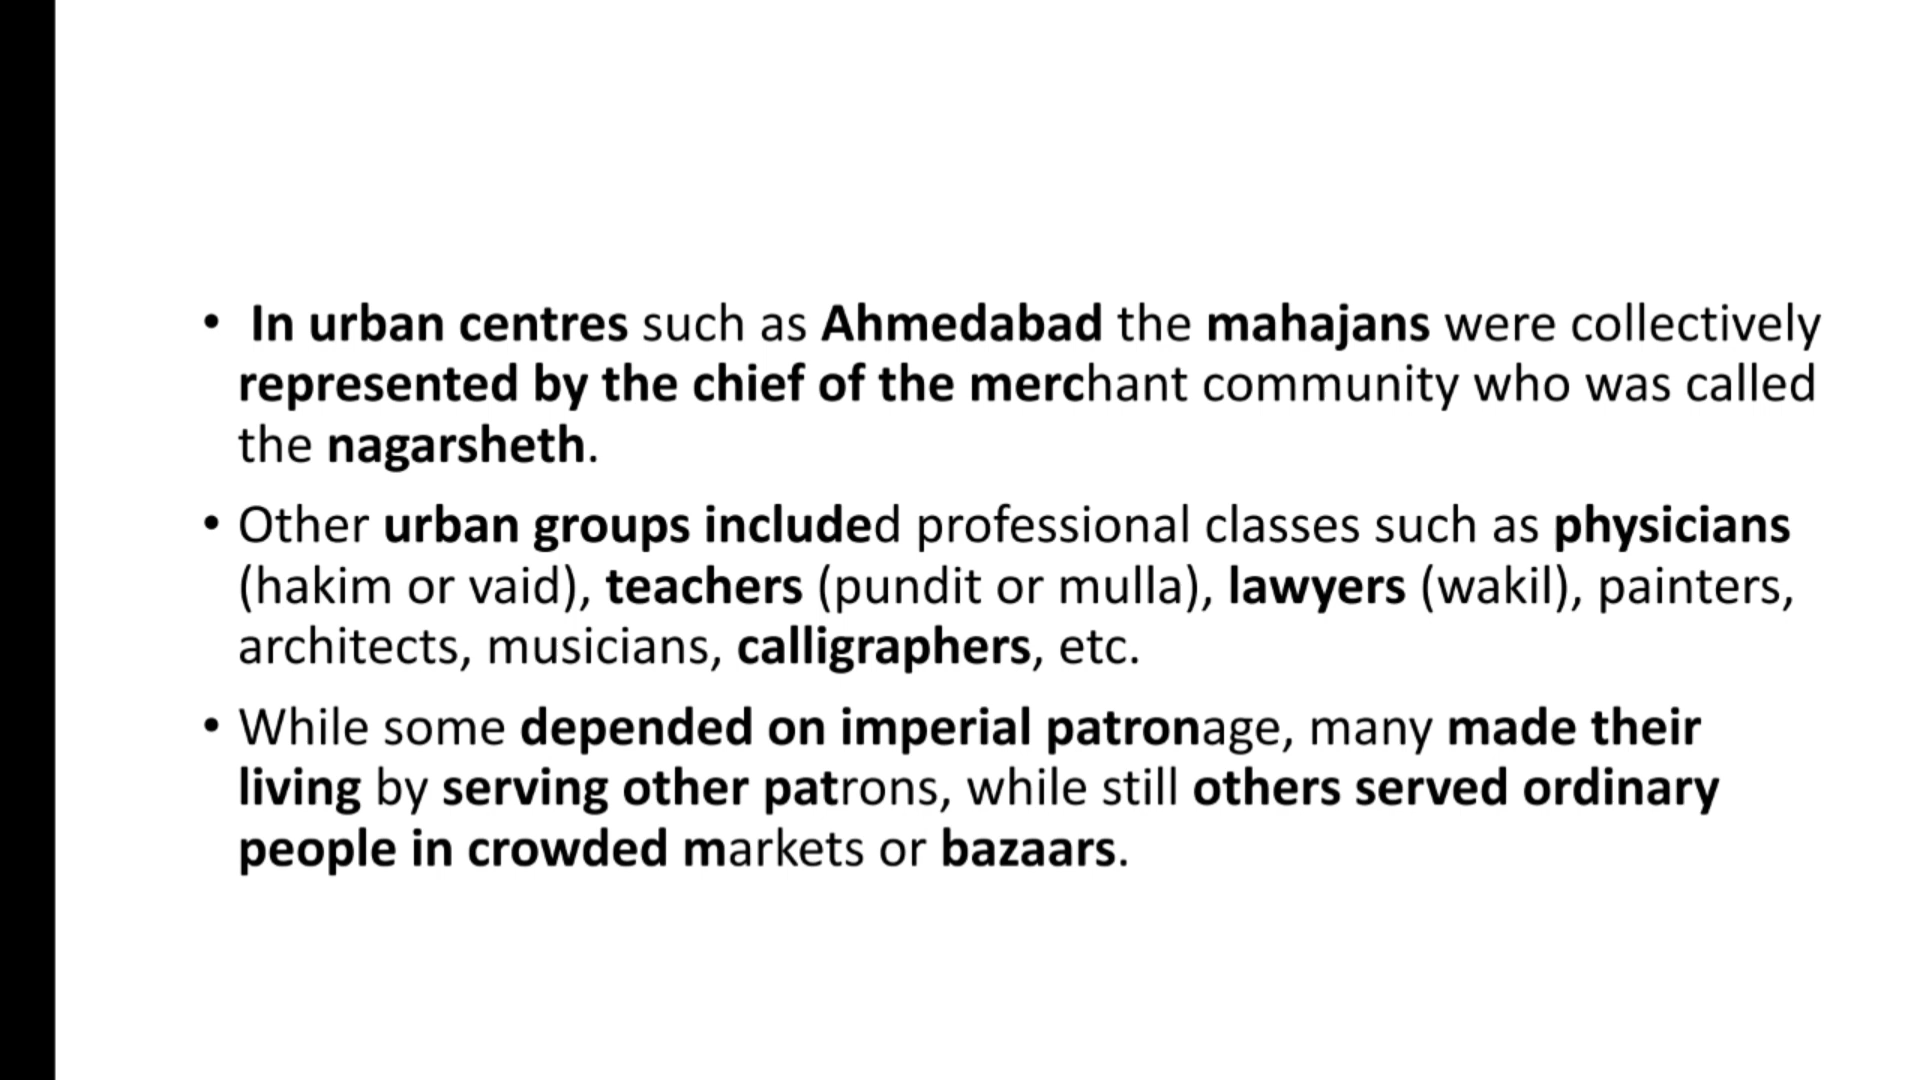 • In urban centres such as Ahmedabad the mahajans were collectively
represented by the chief of the merchant community who was called
the nagarsheth.
• Other urban groups included professional classes such as physicians
(hakim or vaid), teachers (pundit or mulla), lawyers (wakil), painters,
architects, musicians, calligraphers, etc.
• While some depended on imperial patronage, many made their
living by serving other patrons, while still others served ordinary
people in crowded markets or bazaars.